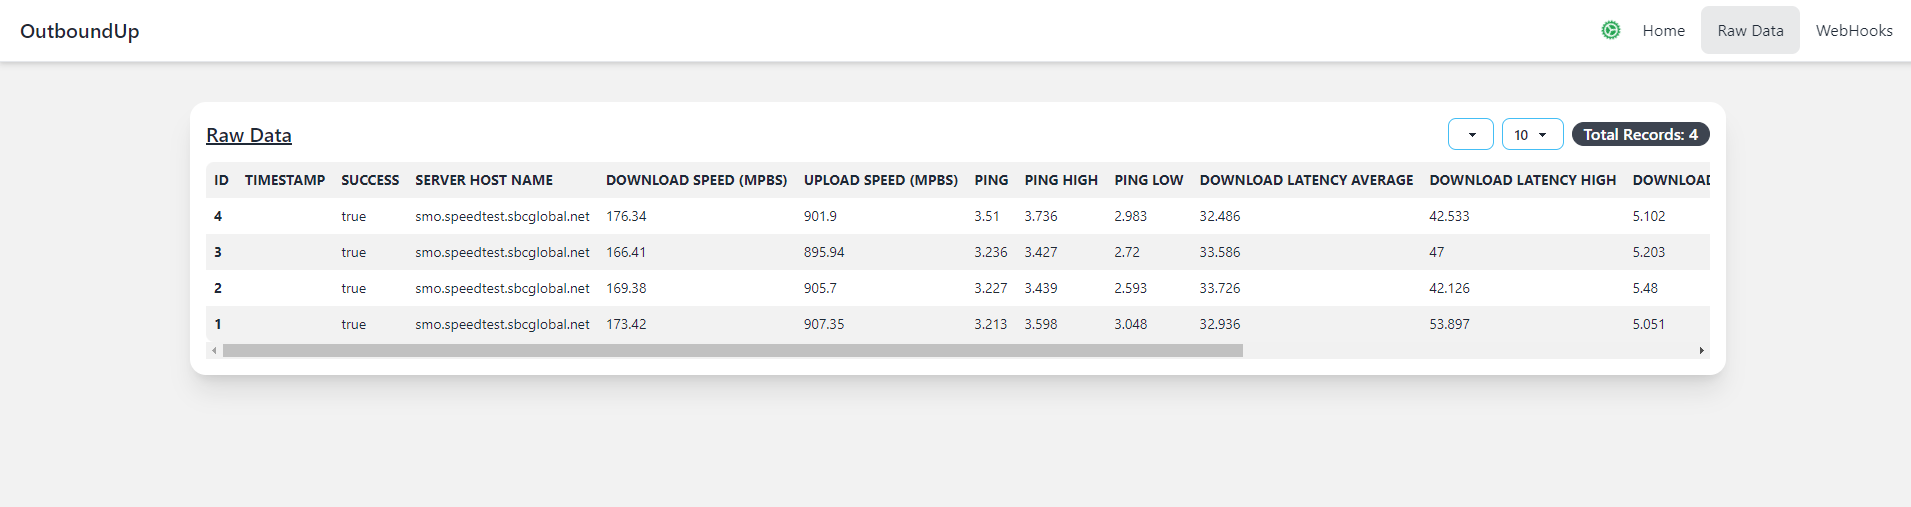 OutboundUp Home Raw Data WebHooks
Raw Data 10 Total Records: 4
ID TIMESTAMP SUCCESS SERVER HOST NAME DOWNLOAD SPEED (MPBS) UPLOAD SPEED (MPBS) PING PING HIGH PING LOW DOWNLOAD LATENCY AVERAGE DOWNLOAD LATENCY HIGH DOWNLOAD
4 true smo.speedtest.sbcglobal.net 176.34 901.9 3.51 3.736 2.983 32.486 42.533 5.102
3 true smo.speedtest.sbcglobal.net 166.41 895.94 3.236 3.427 2.72 33.586 47 5.203
2 true smo.speedtest.sbcglobal.net 169.38 905.7 3.227 3.439 2.593 33.726 42.126 5.48
1 true smo.speedtest.sbcglobal.net 173.42 907.35 3.213 3.598 3.048 32.936 53.897 5.051